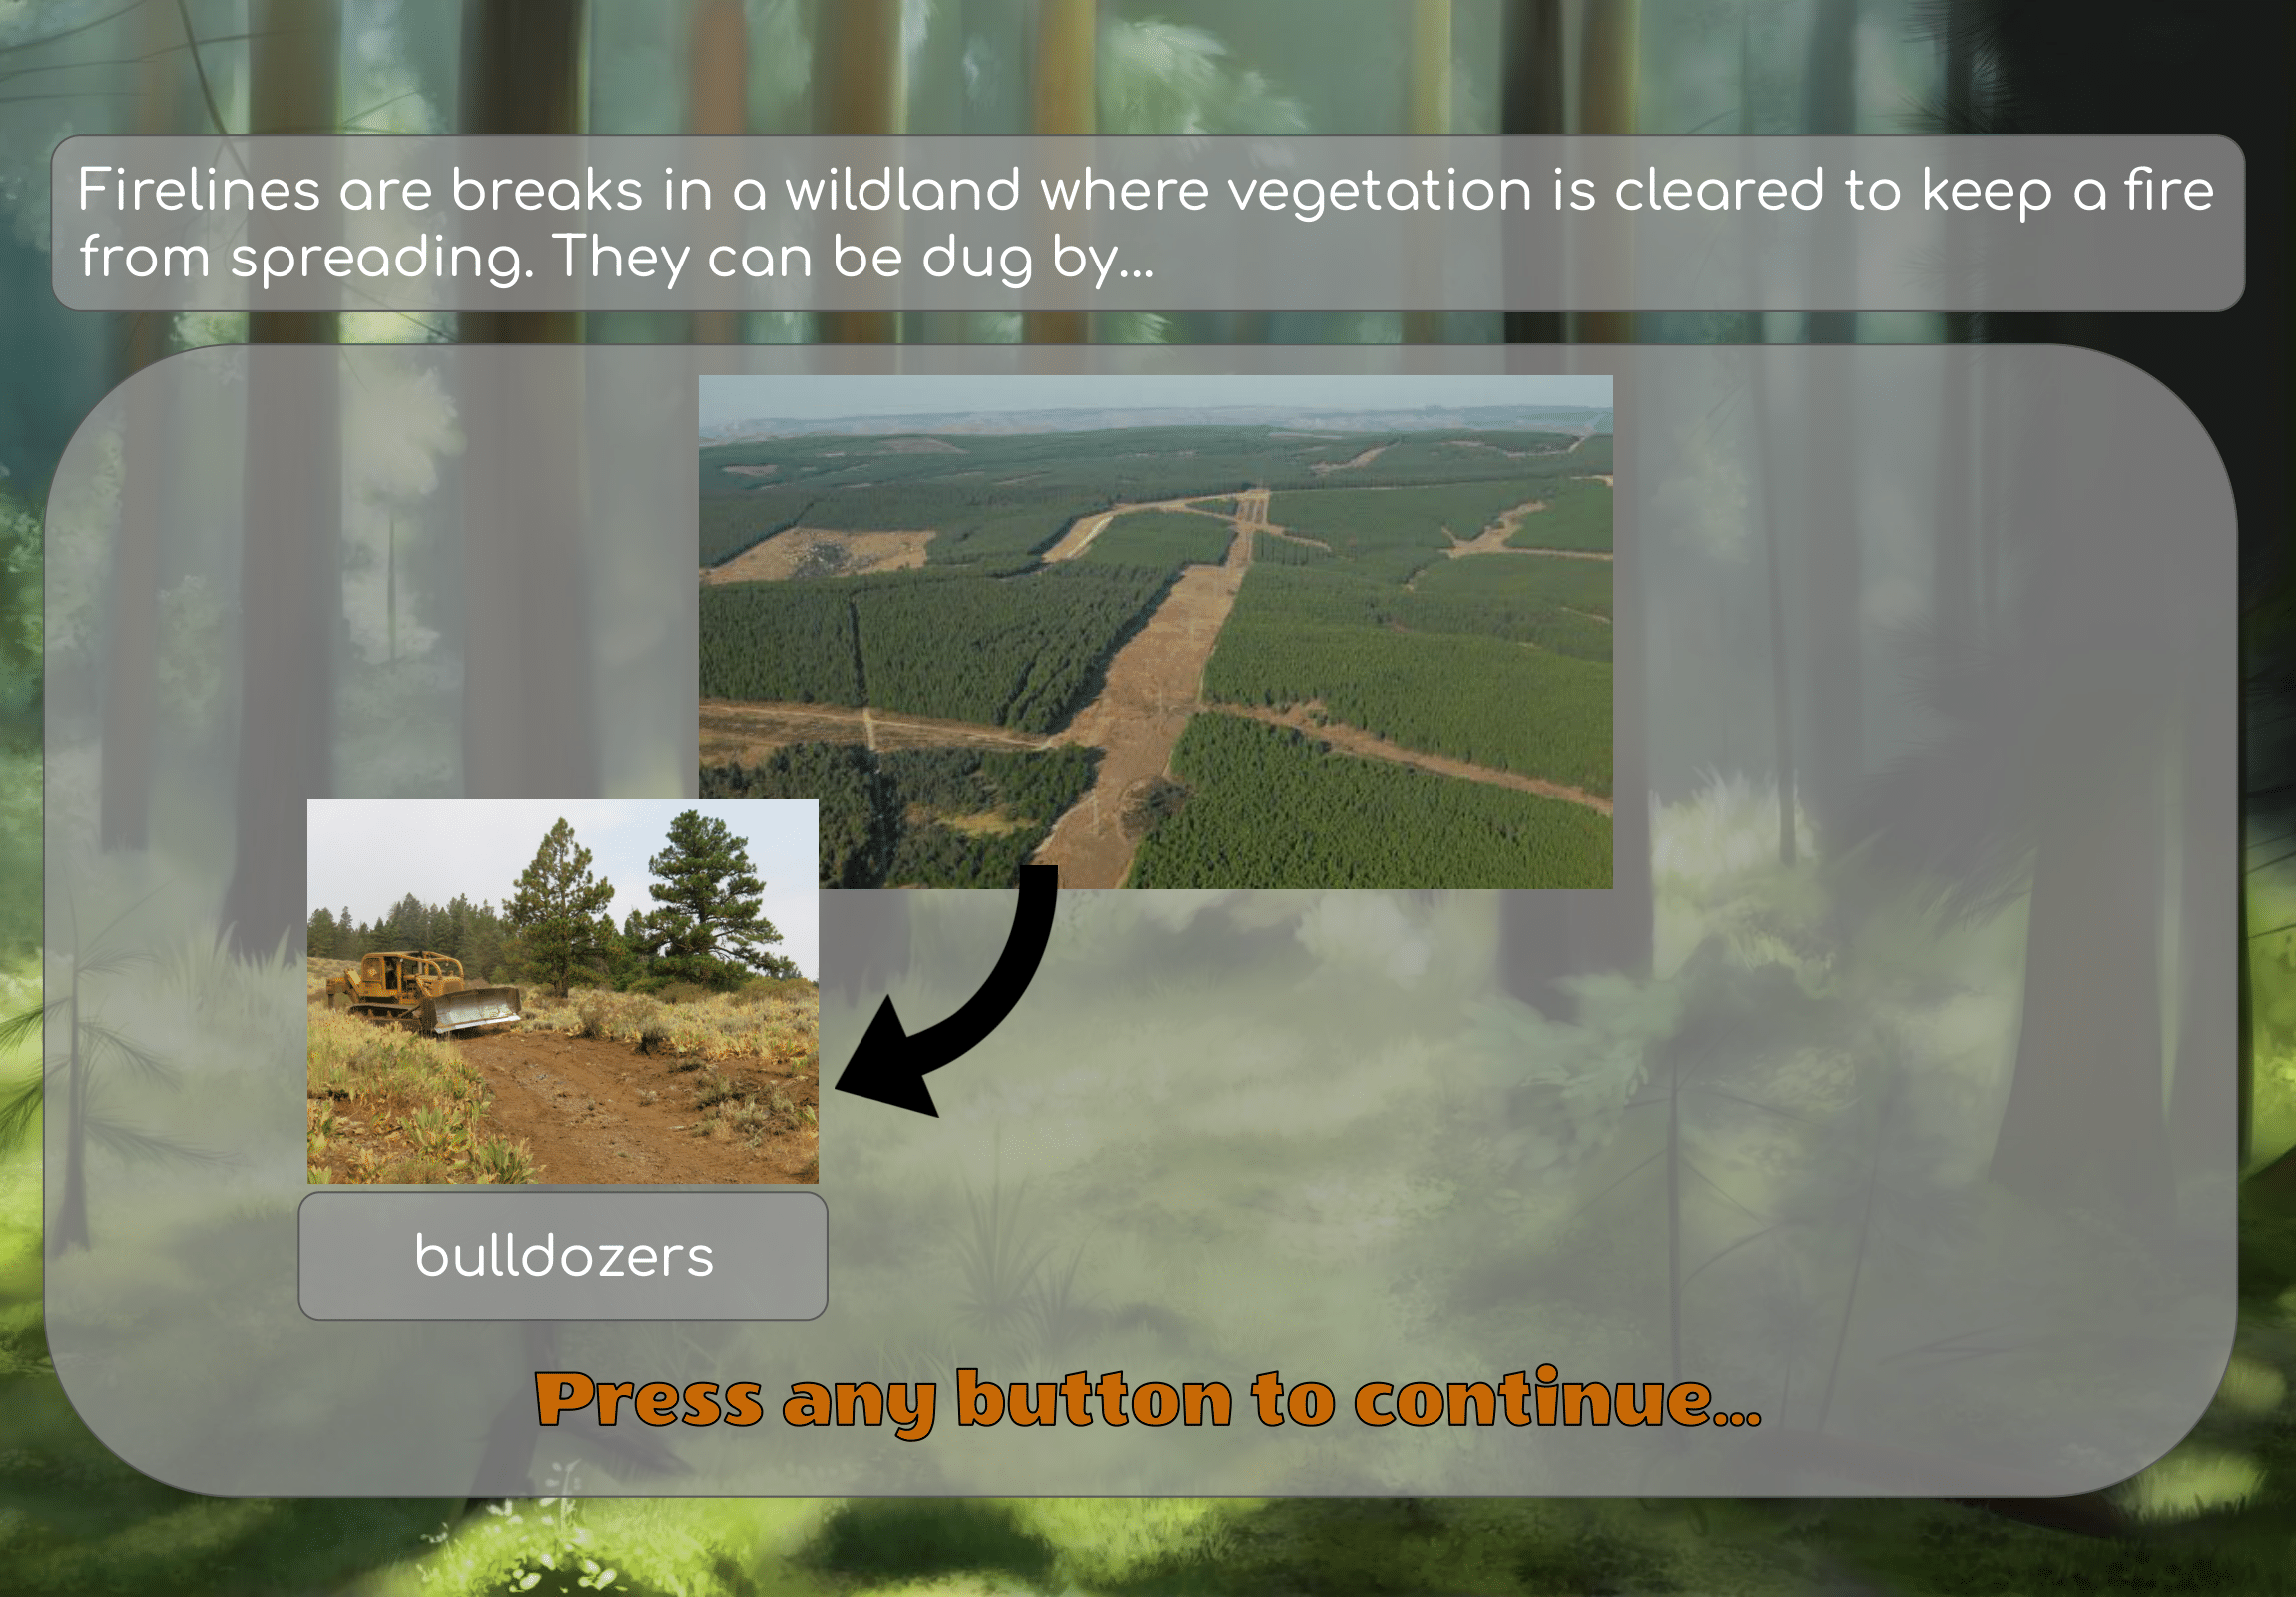 Firelines are breaks in a wildland where vegetation is cleared to keep a fire
from spreading. They can be dug by...
bulldozers
Press any button to continue...